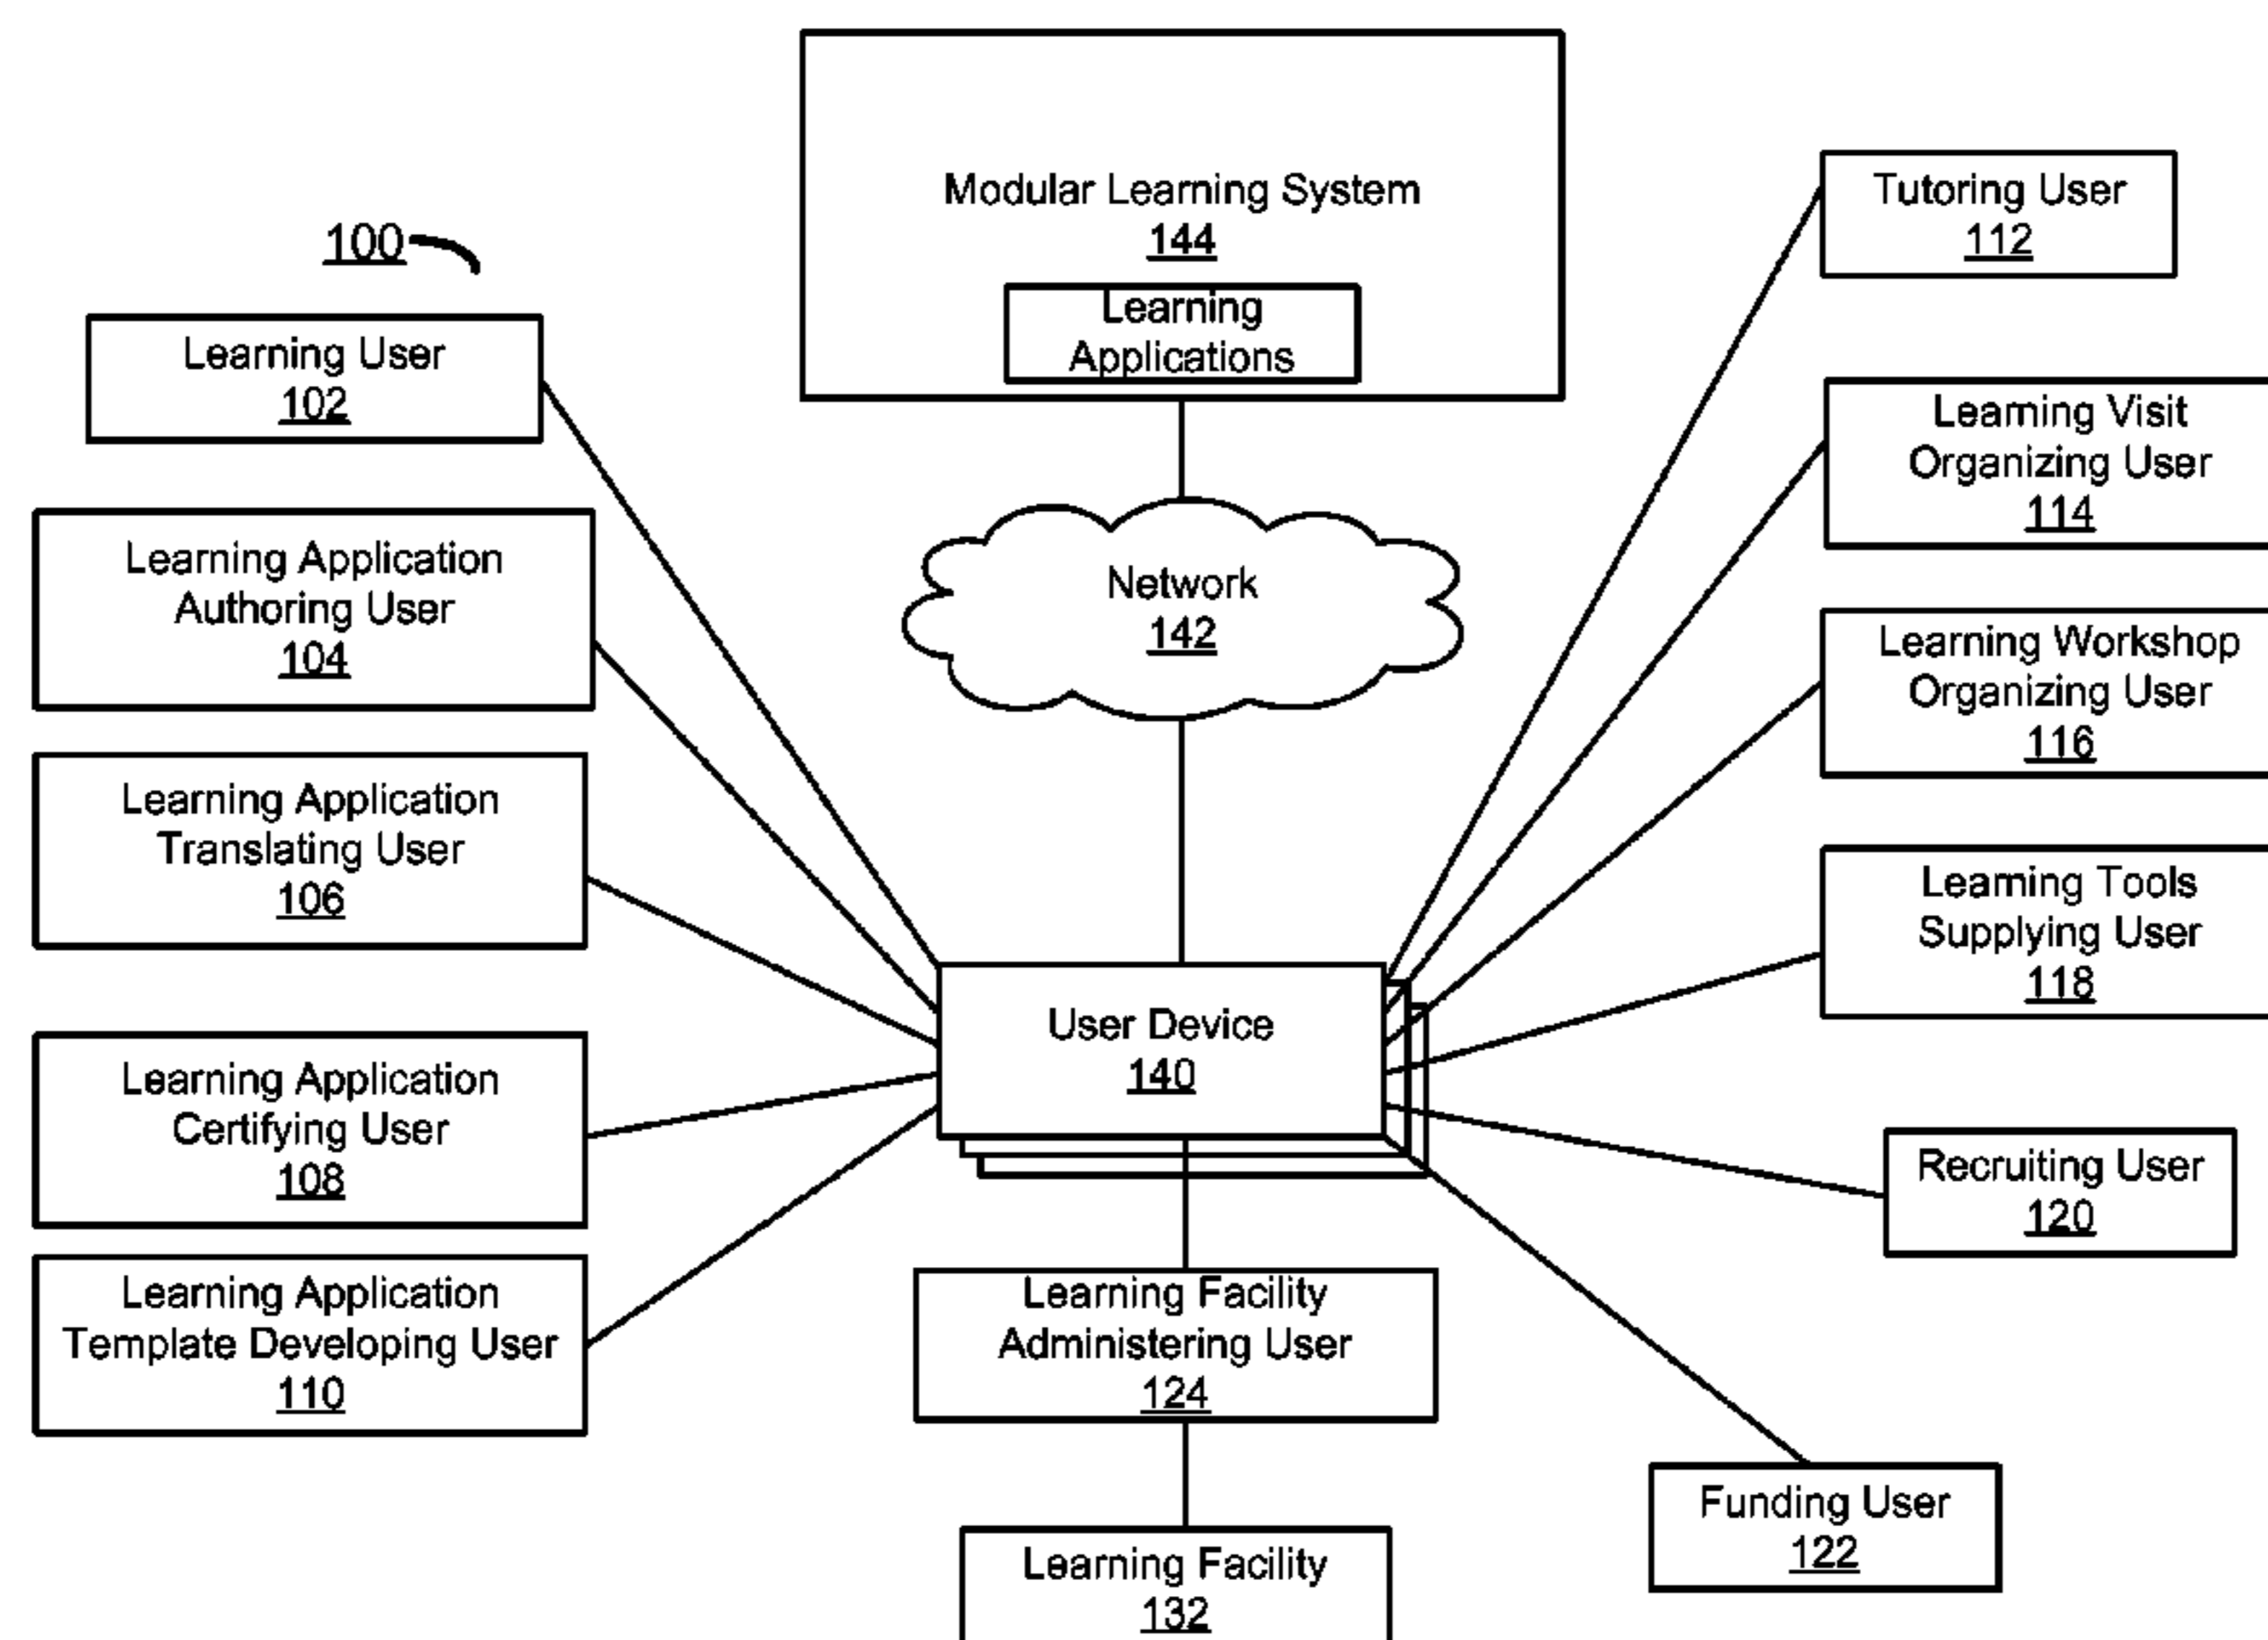 100
Modular Learning System
144
Learning
Applications
Learning User
102
Learning Application
Authoring User
104
Learning Application
Translating User
106
Learning Application
Certifying User
108
Learning Application
Template Developing User
110
Network
142
User Device
140
Learning Facility
Administering User
124
Learning Facility
132
Tutoring User
112
Learning Visit
Organizing User
114
Learning Workshop
Organizing User
116
Learning Tools
Supplying User
118
Recruiting User
120
Funding User
122